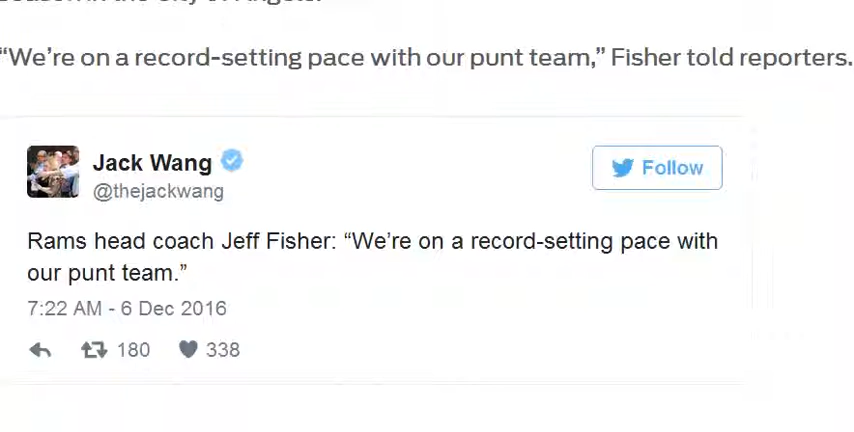 “We’re on a record-setting pace with our punt team,” Fisher told reporters.
Jack Wang
Follow
@thejackwang
Rams head coach Jeff Fisher: “We’re on a record-setting pace with
our punt team.”
7:22 AM - 6 Dec 2016
180 338